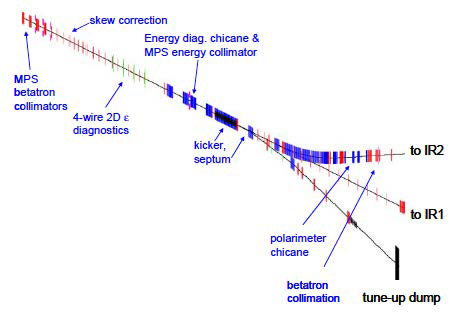 skew correction
Energy diag. chicane &
MPS energy collimator
MPS
betatron
collimators
4-wire 2D ε
diagnostics
kicker,
septum
to IR2
to IR1
polarimeter
chicane
betatron
collimation
tune-up dump